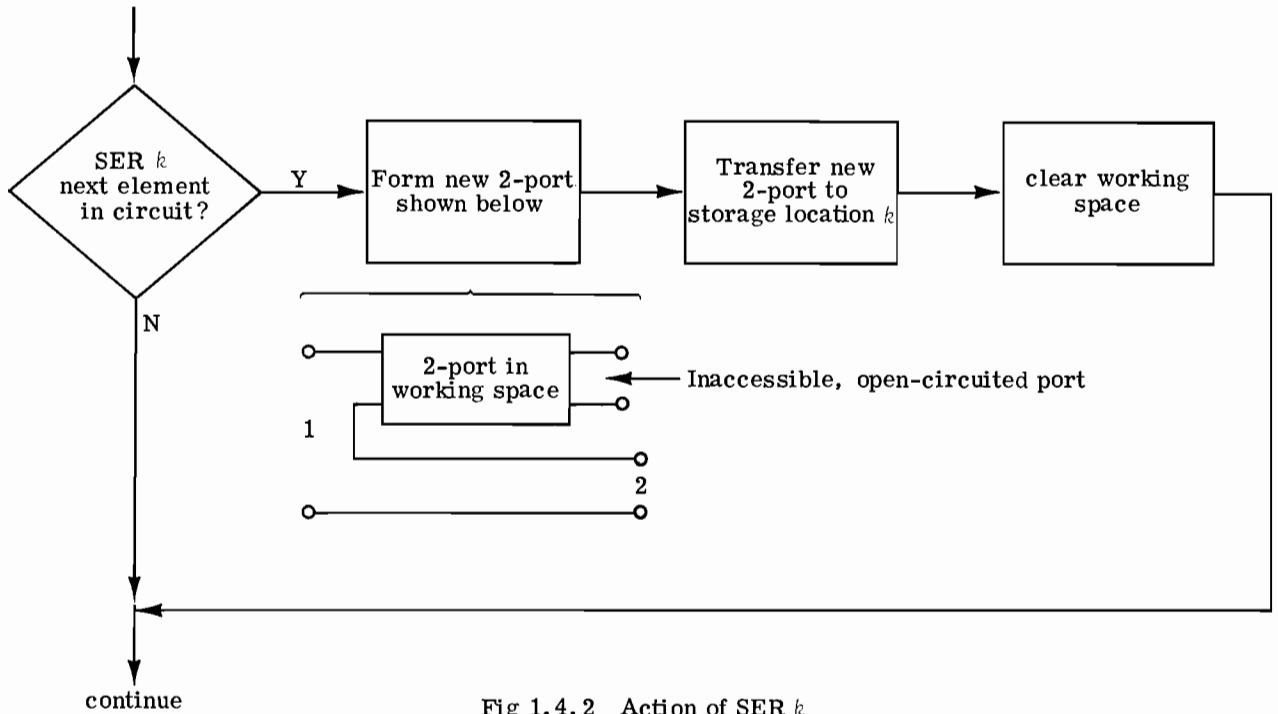 SER k
next element
in circuit?
Y
Form new 2-port
shown below
Transfer new
2-port to
storage location k
clear working
space
N
2-port in
working space
Inaccessible, open-circuited port
1
2
continue
Fig 1.4.2 Action of SER k